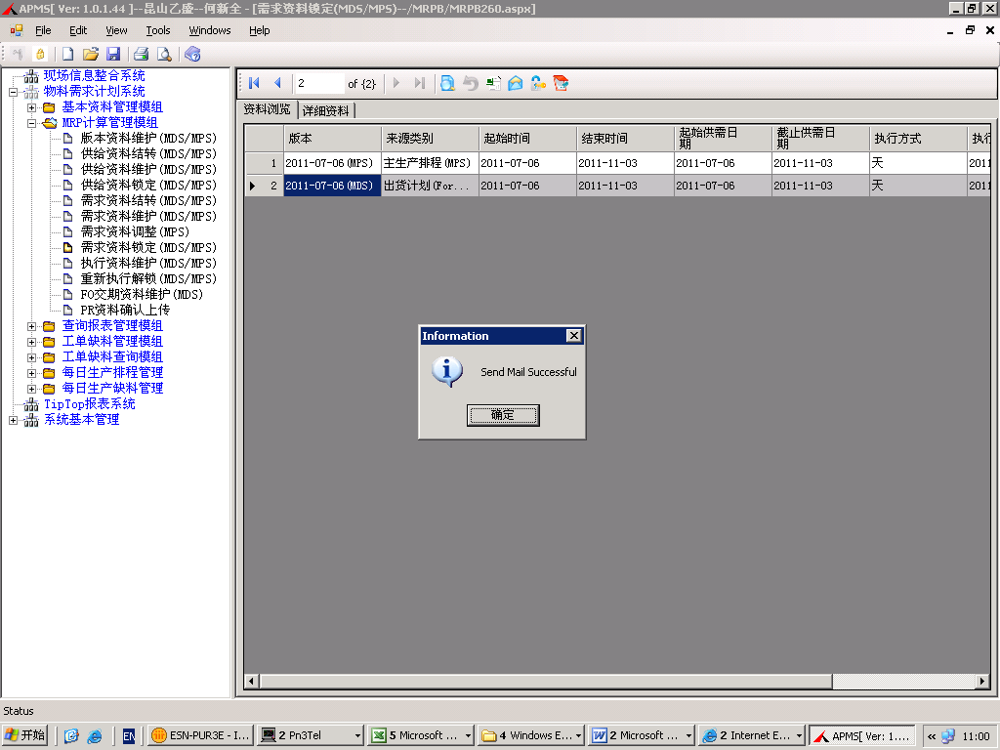 APMS[ Ver: 1.0.1.44 ]--昆山乙盛--何新全 - [需求资料锁定(MDS/MPS)--/MRPB/MRPB260.aspx]
File Edit View Tools Windows Help
2 of {2}
现场信息整合系统
物料需求计划系统
基本资料管理模组
MRP计算管理模组
版本资料维护(MDS/MPS)
供给资料结转(MDS/MPS)
供给资料维护(MDS/MPS)
供给资料锁定(MDS/MPS)
需求资料结转(MDS/MPS)
需求资料维护(MDS/MPS)
需求资料调整(MPS)
需求资料锁定(MDS/MPS)
执行资料维护(MDS/MPS)
重新执行解锁(MDS/MPS)
FO交期资料维护(MDS)
PR资料确认上传
查询报表管理模组
工单缺料管理模组
工单缺料查询模组
每日生产排程管理
每日生产缺料管理
TipTop报表系统
系统基本管理
资料浏览 详细资料
版本 来源类别 起始时间 结束时间 起始供需日期 截止供需日期 执行方式 执行
1 2011-07-06(MPS) 主生产排程(MPS) 2011-07-06 2011-11-03 2011-07-06 2011-11-03 天 2011
2 2011-07-06(MDS) 出货计划(For... 2011-07-06 2011-11-03 2011-07-06 2011-11-03 天 2011
Information
Send Mail Successful
确定
Status
开始 EN ESN-PUR3E - I... 2 Pn3Tel 5 Microsoft ... 4 Windows E... 2 Microsoft ... 2 Internet E... APMS[ Ver: 1.... « 11:00